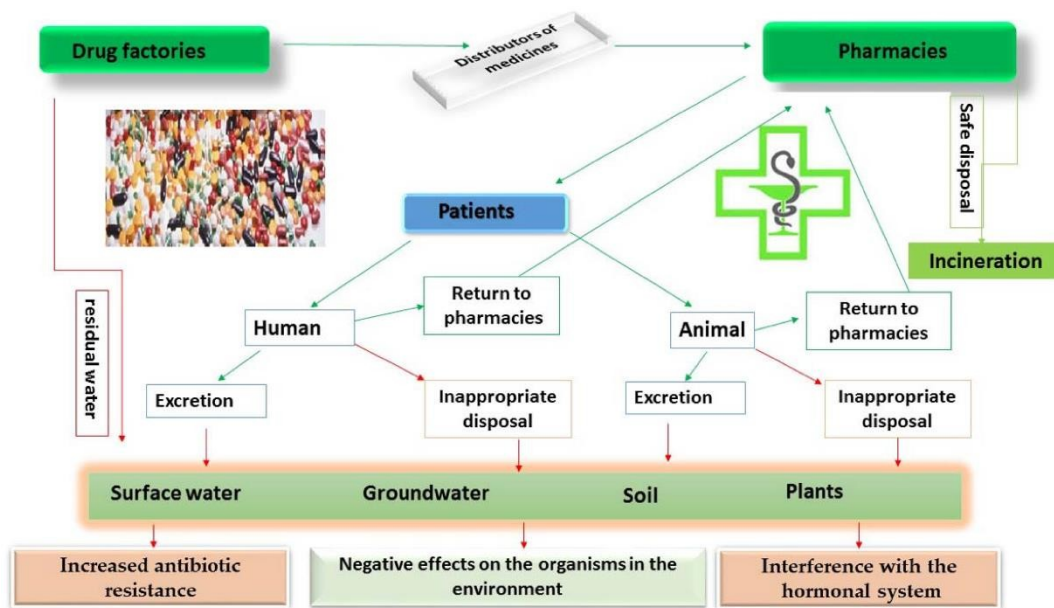 Drug factories
Distributors of
medicines
Pharmacies
Safe disposal
Patients
Incineration
residual water
Human
Return to
pharmacies
Animal
Return to
pharmacies
Excretion
Inappropriate
disposal
Excretion
Inappropriate
disposal
Surface water
Groundwater
Soil
Plants
Increased antibiotic
resistance
Negative effects on the organisms in the
environment
Interference with the
hormonal system